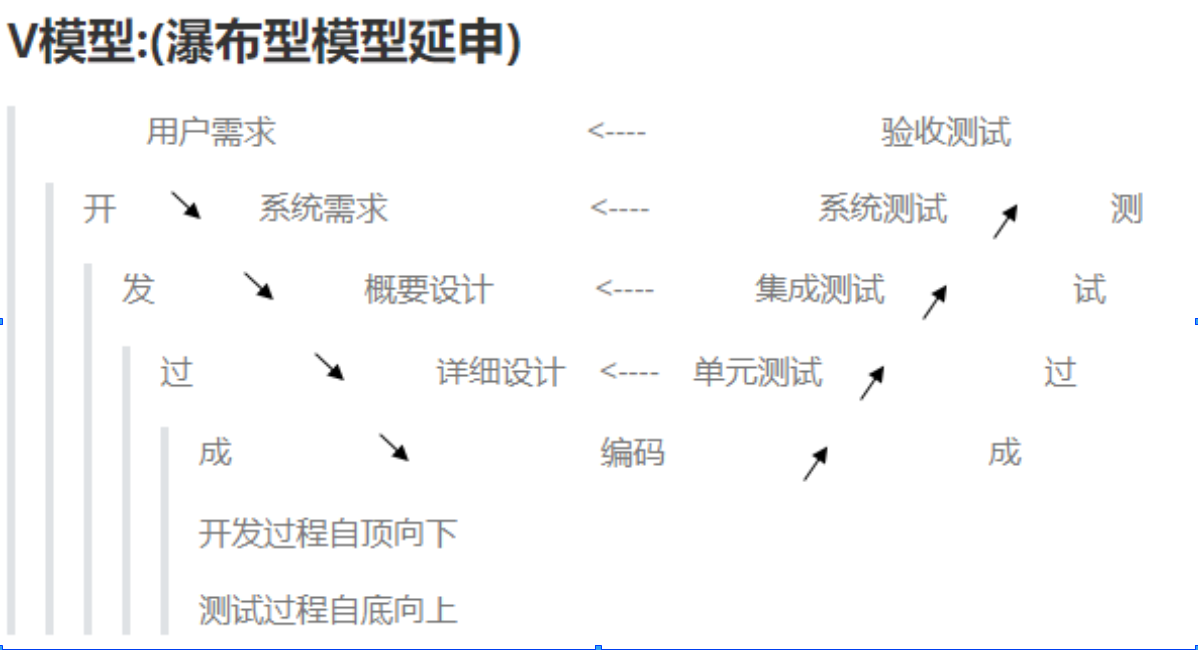 V模型:(瀑布型模型延申)
用户需求 <---- 验收测试
开 ↘ 系统需求 <---- 系统测试 ↗ 测
发 ↘ 概要设计 <---- 集成测试 ↗ 试
过 ↘ 详细设计 <---- 单元测试 ↗ 过
成 ↘ 编码 ↗ 成
开发过程自顶向下
测试过程自底向上